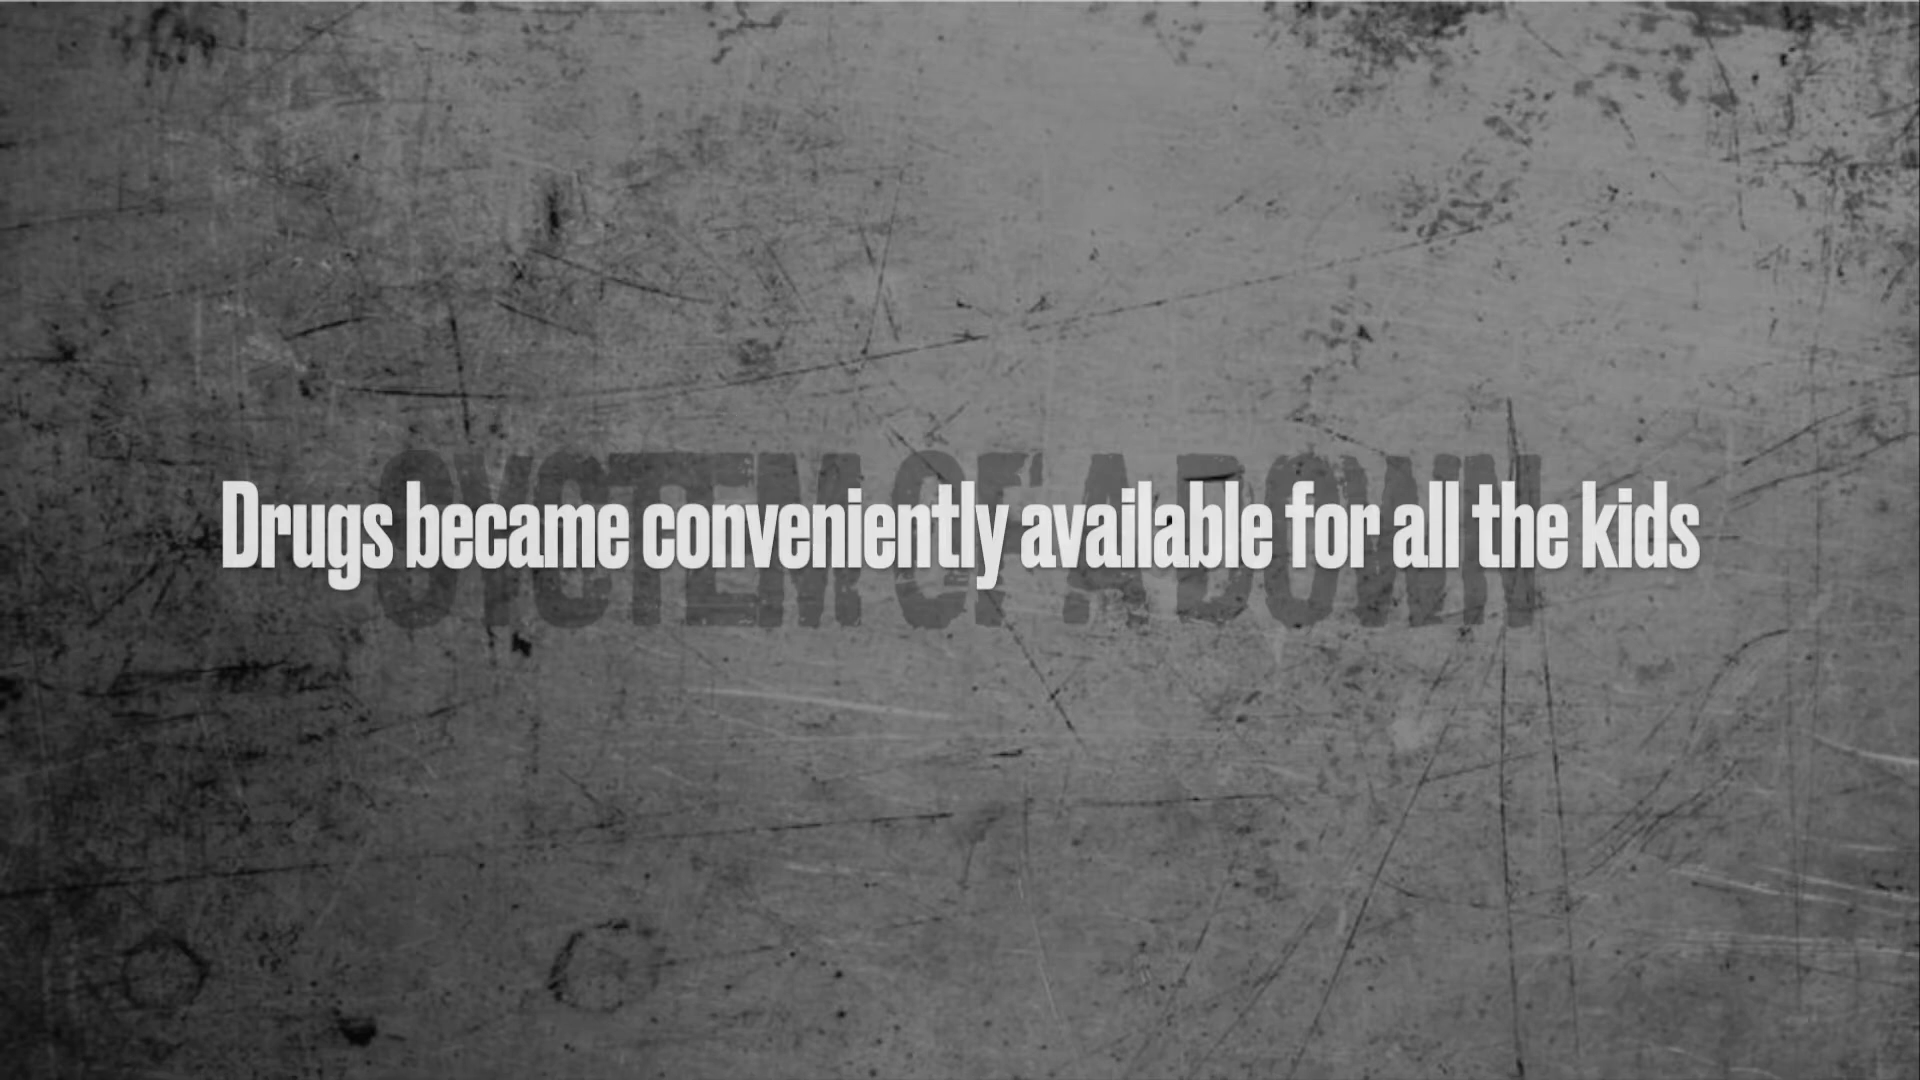 SYSTEM OF A DOWN
Drugs became conveniently available for all the kids